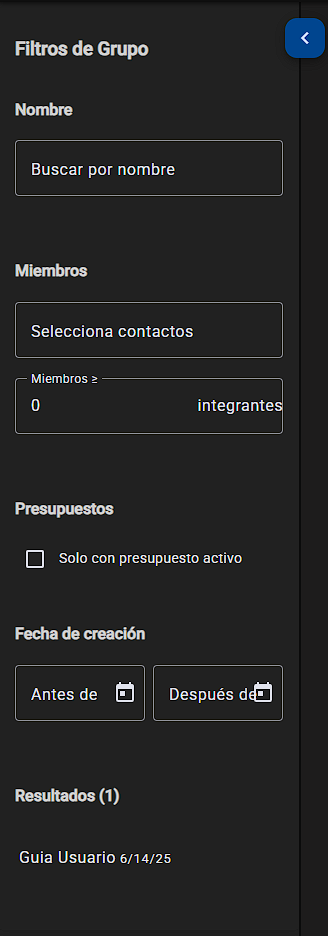 Filtros de Grupo
Nombre
Buscar por nombre
Miembros
Selecciona contactos
Miembros ≥
0 integrantes
Presupuestos
Solo con presupuesto activo
Fecha de creación
Antes de Después de
Resultados (1)
Guia Usuario 6/14/25